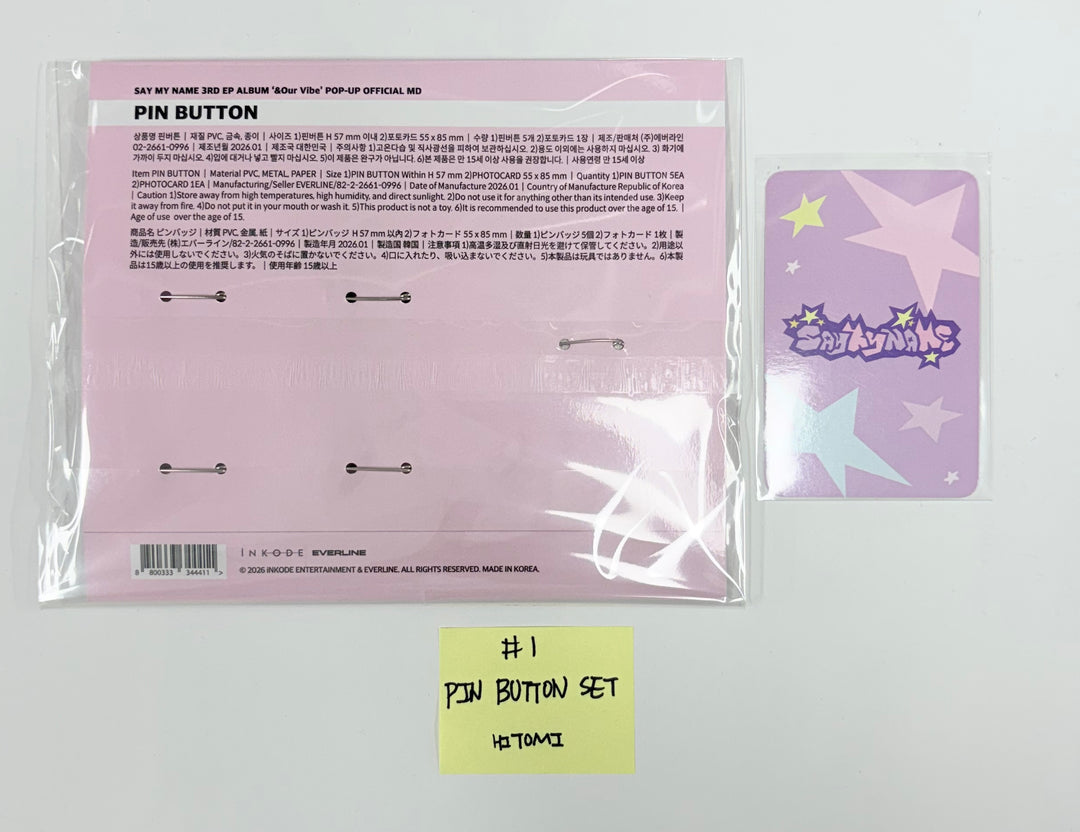 SAY MY NAME 3RD EP ALBUM ‘&Our Vibe’ POP-UP OFFICIAL MD
PIN BUTTON
상품명 핀버튼 | 재질 PVC, 금속, 종이 | 사이즈 1)핀버튼 H 57 mm 이내 2)포토카드 55 x 85 mm | 수량 1)핀버튼 5개 2)포토카드 1장 | 제조/판매처 (주)에버라인
02-2661-0996 | 제조년월 2026.01 | 제조국 대한민국 | 주의사항 1)고온다습 및 직사광선을 피하여 보관하십시오. 2)용도 이외에는 사용하지 마십시오. 3) 화기에
가까이 두지 마십시오. 4)입에 대거나 넣고 빨지 마십시오. 5)이 제품은 완구가 아닙니다. 6)본 제품은 만 15세 이상 사용을 권장합니다. | 사용연령 만 15세 이상
Item PIN BUTTON | Material PVC, METAL, PAPER | Size 1)PIN BUTTON Within H 57 mm 2)PHOTOCARD 55 x 85 mm | Quantity 1)PIN BUTTON 5EA
2)PHOTOCARD 1EA | Manufacturing/Seller EVERLINE/82-2-2661-0996 | Date of Manufacture 2026.01 | Country of Manufacture Republic of Korea
| Caution 1)Store away from high temperatures, high humidity, and direct sunlight. 2)Do not use it for anything other than its intended use. 3)Keep
it away from fire. 4)Do not put it in your mouth or wash it. 5)This product is not a toy. 6)It is recommended to use this product over the age of 15. |
Age of use over the age of 15.
商品名 ピンバッジ | 材質 PVC, 金属, 紙 | サイズ 1)ピンバッジ H 57 mm 以内 2)フォトカード 55 x 85 mm | 数量 1)ピンバッジ 5個 2)フォトカード 1枚 | 製
造/販売先 (株)エバーライン/82-2-2661-0996 | 製造年月 2026.01 | 製造国 韓国 | 注意事項 1)高温多湿及び直射日光を避けて保管してください。2)用途以
外には使用しないでください。3)火気のそばに置かないでください。4)口に入れたり、吸い込まないでください。5)本製品は玩具ではありません。6)本製
品は15歳以上の使用を推奨します。 | 使用年齢 15歳以上
SAYMYNAME
INKODE EVERLINE
8 800333 344411 >
© 2026 iNKODE ENTERTAINMENT & EVERLINE, ALL RIGHTS RESERVED. MADE IN KOREA.
#1
PIN BUTTON SET
HITOMI